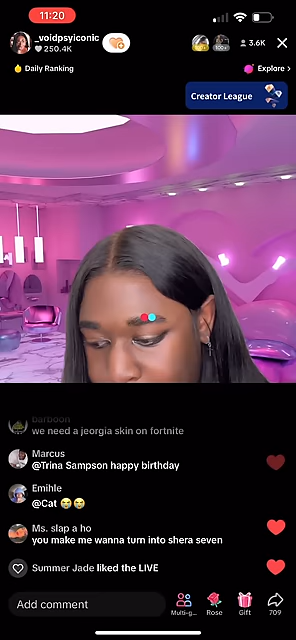 11:20
_voidpsyiconic
250.4K
100+
3.6K
Daily Ranking
Explore >
Creator League
barboon
we need a jeorgia skin on fortnite
Marcus
@Trina Sampson happy birthday
Emihle
@Cat 😭😭
Ms. slap a ho
you make me wanna turn into shera seven
Summer Jade liked the LIVE
Add comment
Multi-g...
Rose
Gift
709